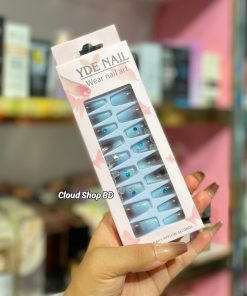 YDE NAIL
Wear nail art
Cloud Shop BD